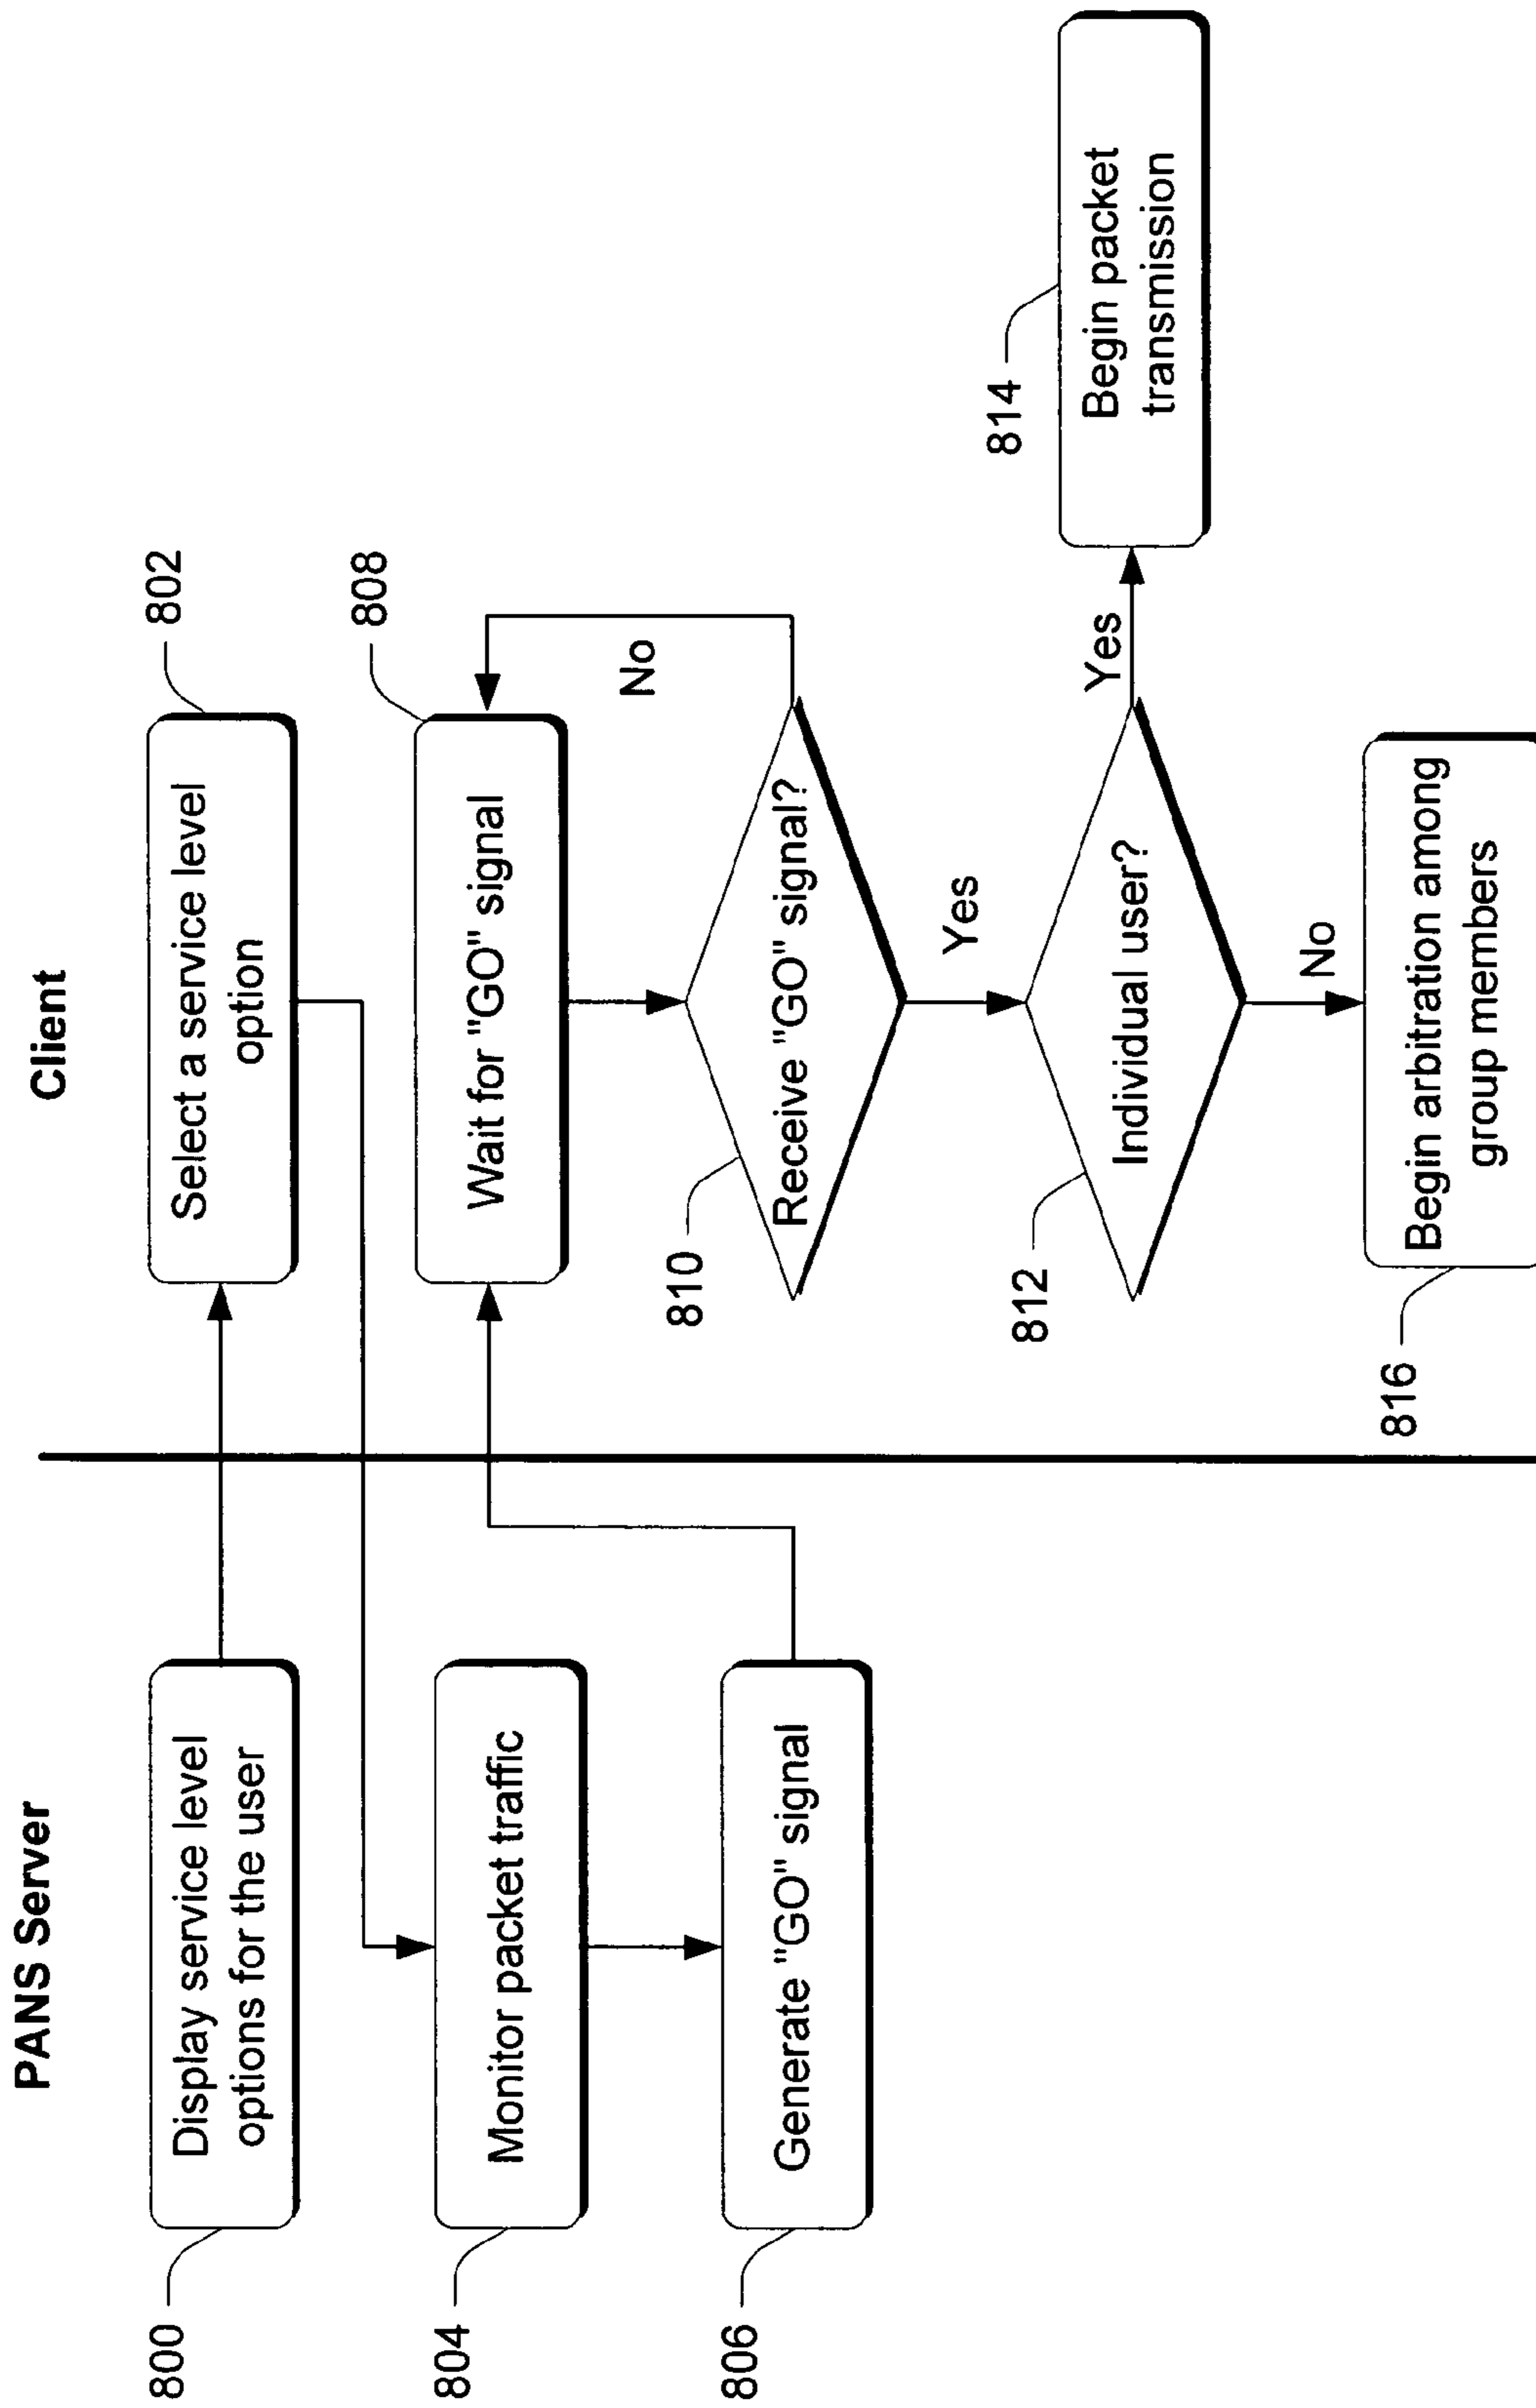 PANS Server
Client
800
Display service level
options for the user
802
Select a service level
option
804
Monitor packet traffic
806
Generate "GO" signal
808
Wait for "GO" signal
No
810
Receive "GO" signal?
Yes
812
Individual user?
Yes
814
Begin packet
transmission
No
816
Begin arbitration among
group members